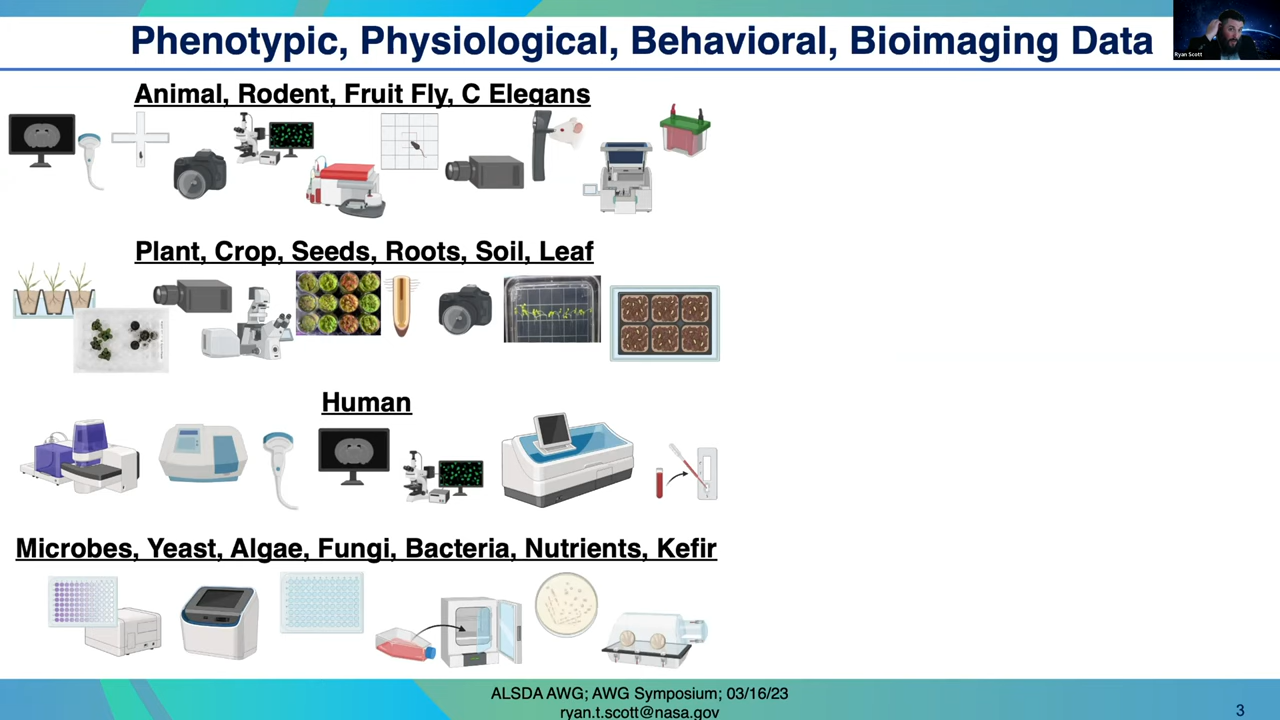 Phenotypic, Physiological, Behavioral, Bioimaging Data
Ryan Scott
Animal, Rodent, Fruit Fly, C Elegans
Plant, Crop, Seeds, Roots, Soil, Leaf
Human
Microbes, Yeast, Algae, Fungi, Bacteria, Nutrients, Kefir
ALSDA AWG; AWG Symposium; 03/16/23
ryan.t.scott@nasa.gov
3